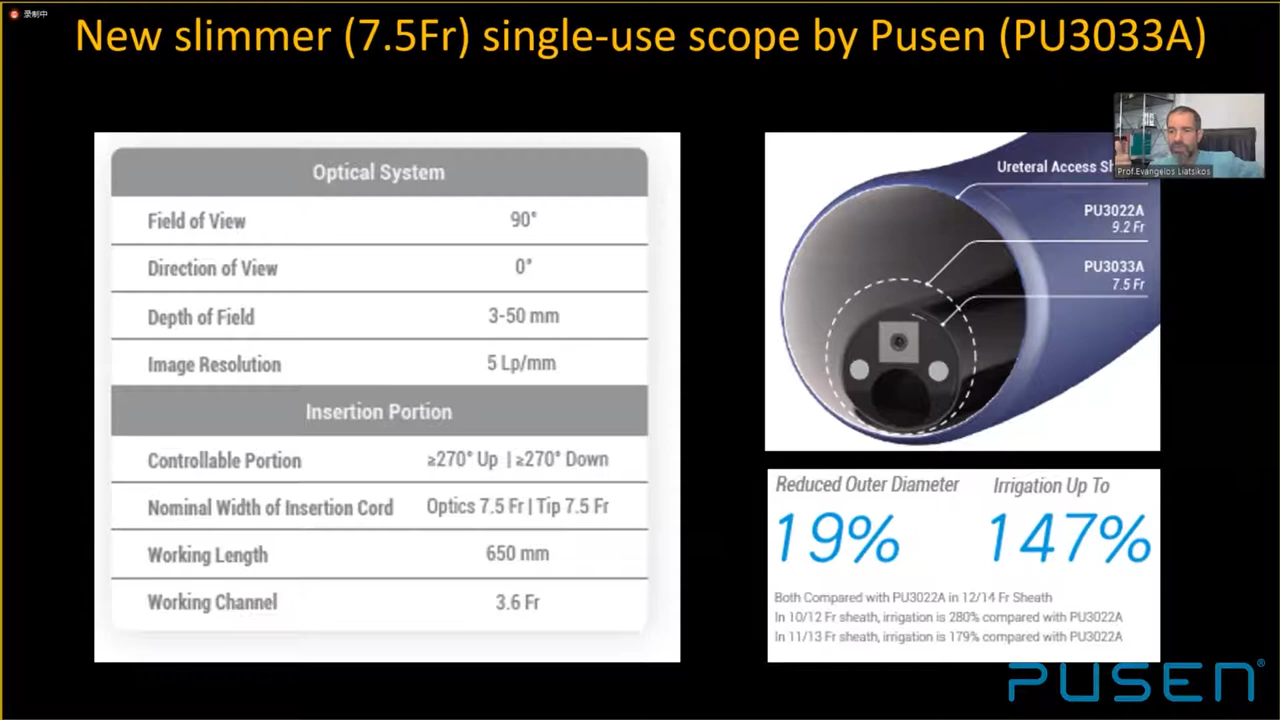 录制中
New slimmer (7.5Fr) single-use scope by Pusen (PU3033A)
Prof.Evangelos Liatsikos
Optical System
Field of View 90°
Direction of View 0°
Depth of Field 3-50 mm
Image Resolution 5 Lp/mm
Insertion Portion
Controllable Portion ≥270° Up | ≥270° Down
Nominal Width of Insertion Cord Optics 7.5 Fr | Tip 7.5 Fr
Working Length 650 mm
Working Channel 3.6 Fr
Ureteral Access Sh
PU3022A
9.2 Fr
PU3033A
7.5 Fr
Reduced Outer Diameter Irrigation Up To
19% 147%
Both Compared with PU3022A in 12/14 Fr Sheath
In 10/12 Fr sheath, irrigation is 280% compared with PU3022A
In 11/13 Fr sheath, irrigation is 179% compared with PU3022A
PUSEN®